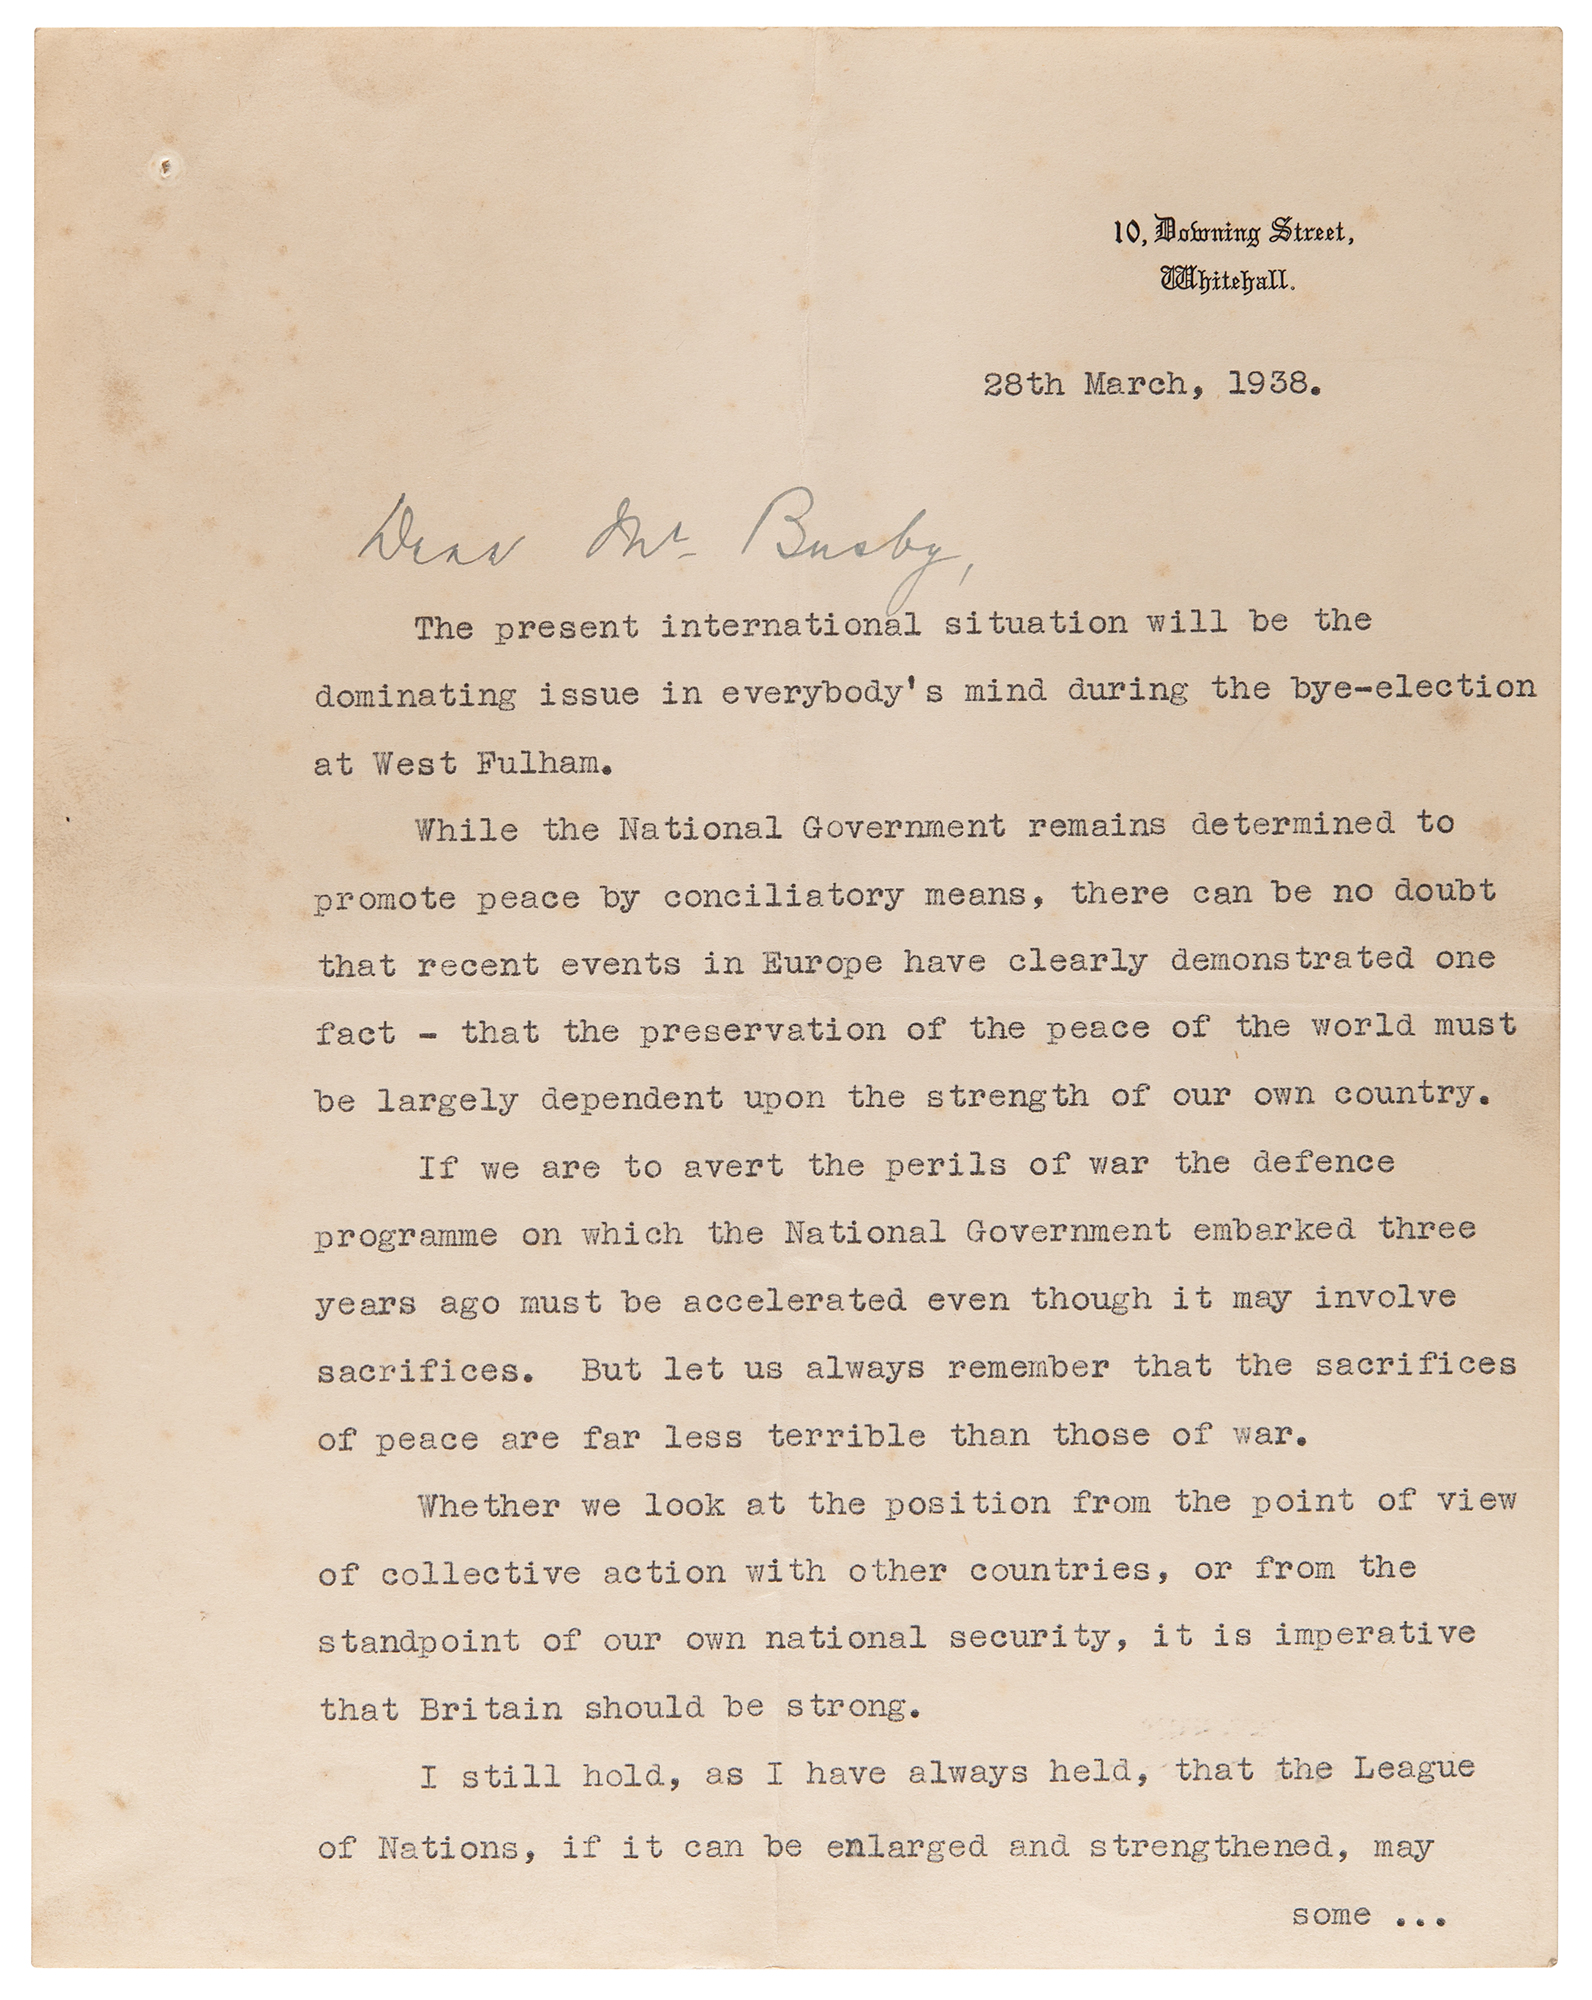 10, Downing Street,
Whitehall.
28th March, 1938.
Dear Mr. Busby,
The present international situation will be the
dominating issue in everybody's mind during the bye-election
at West Fulham.
While the National Government remains determined to
promote peace by conciliatory means, there can be no doubt
that recent events in Europe have clearly demonstrated one
fact - that the preservation of the peace of the world must
be largely dependent upon the strength of our own country.
If we are to avert the perils of war the defence
programme on which the National Government embarked three
years ago must be accelerated even though it may involve
sacrifices.  But let us always remember that the sacrifices
of peace are far less terrible than those of war.
Whether we look at the position from the point of view
of collective action with other countries, or from the
standpoint of our own national security, it is imperative
that Britain should be strong.
I still hold, as I have always held, that the League
of Nations, if it can be enlarged and strengthened, may
some ...